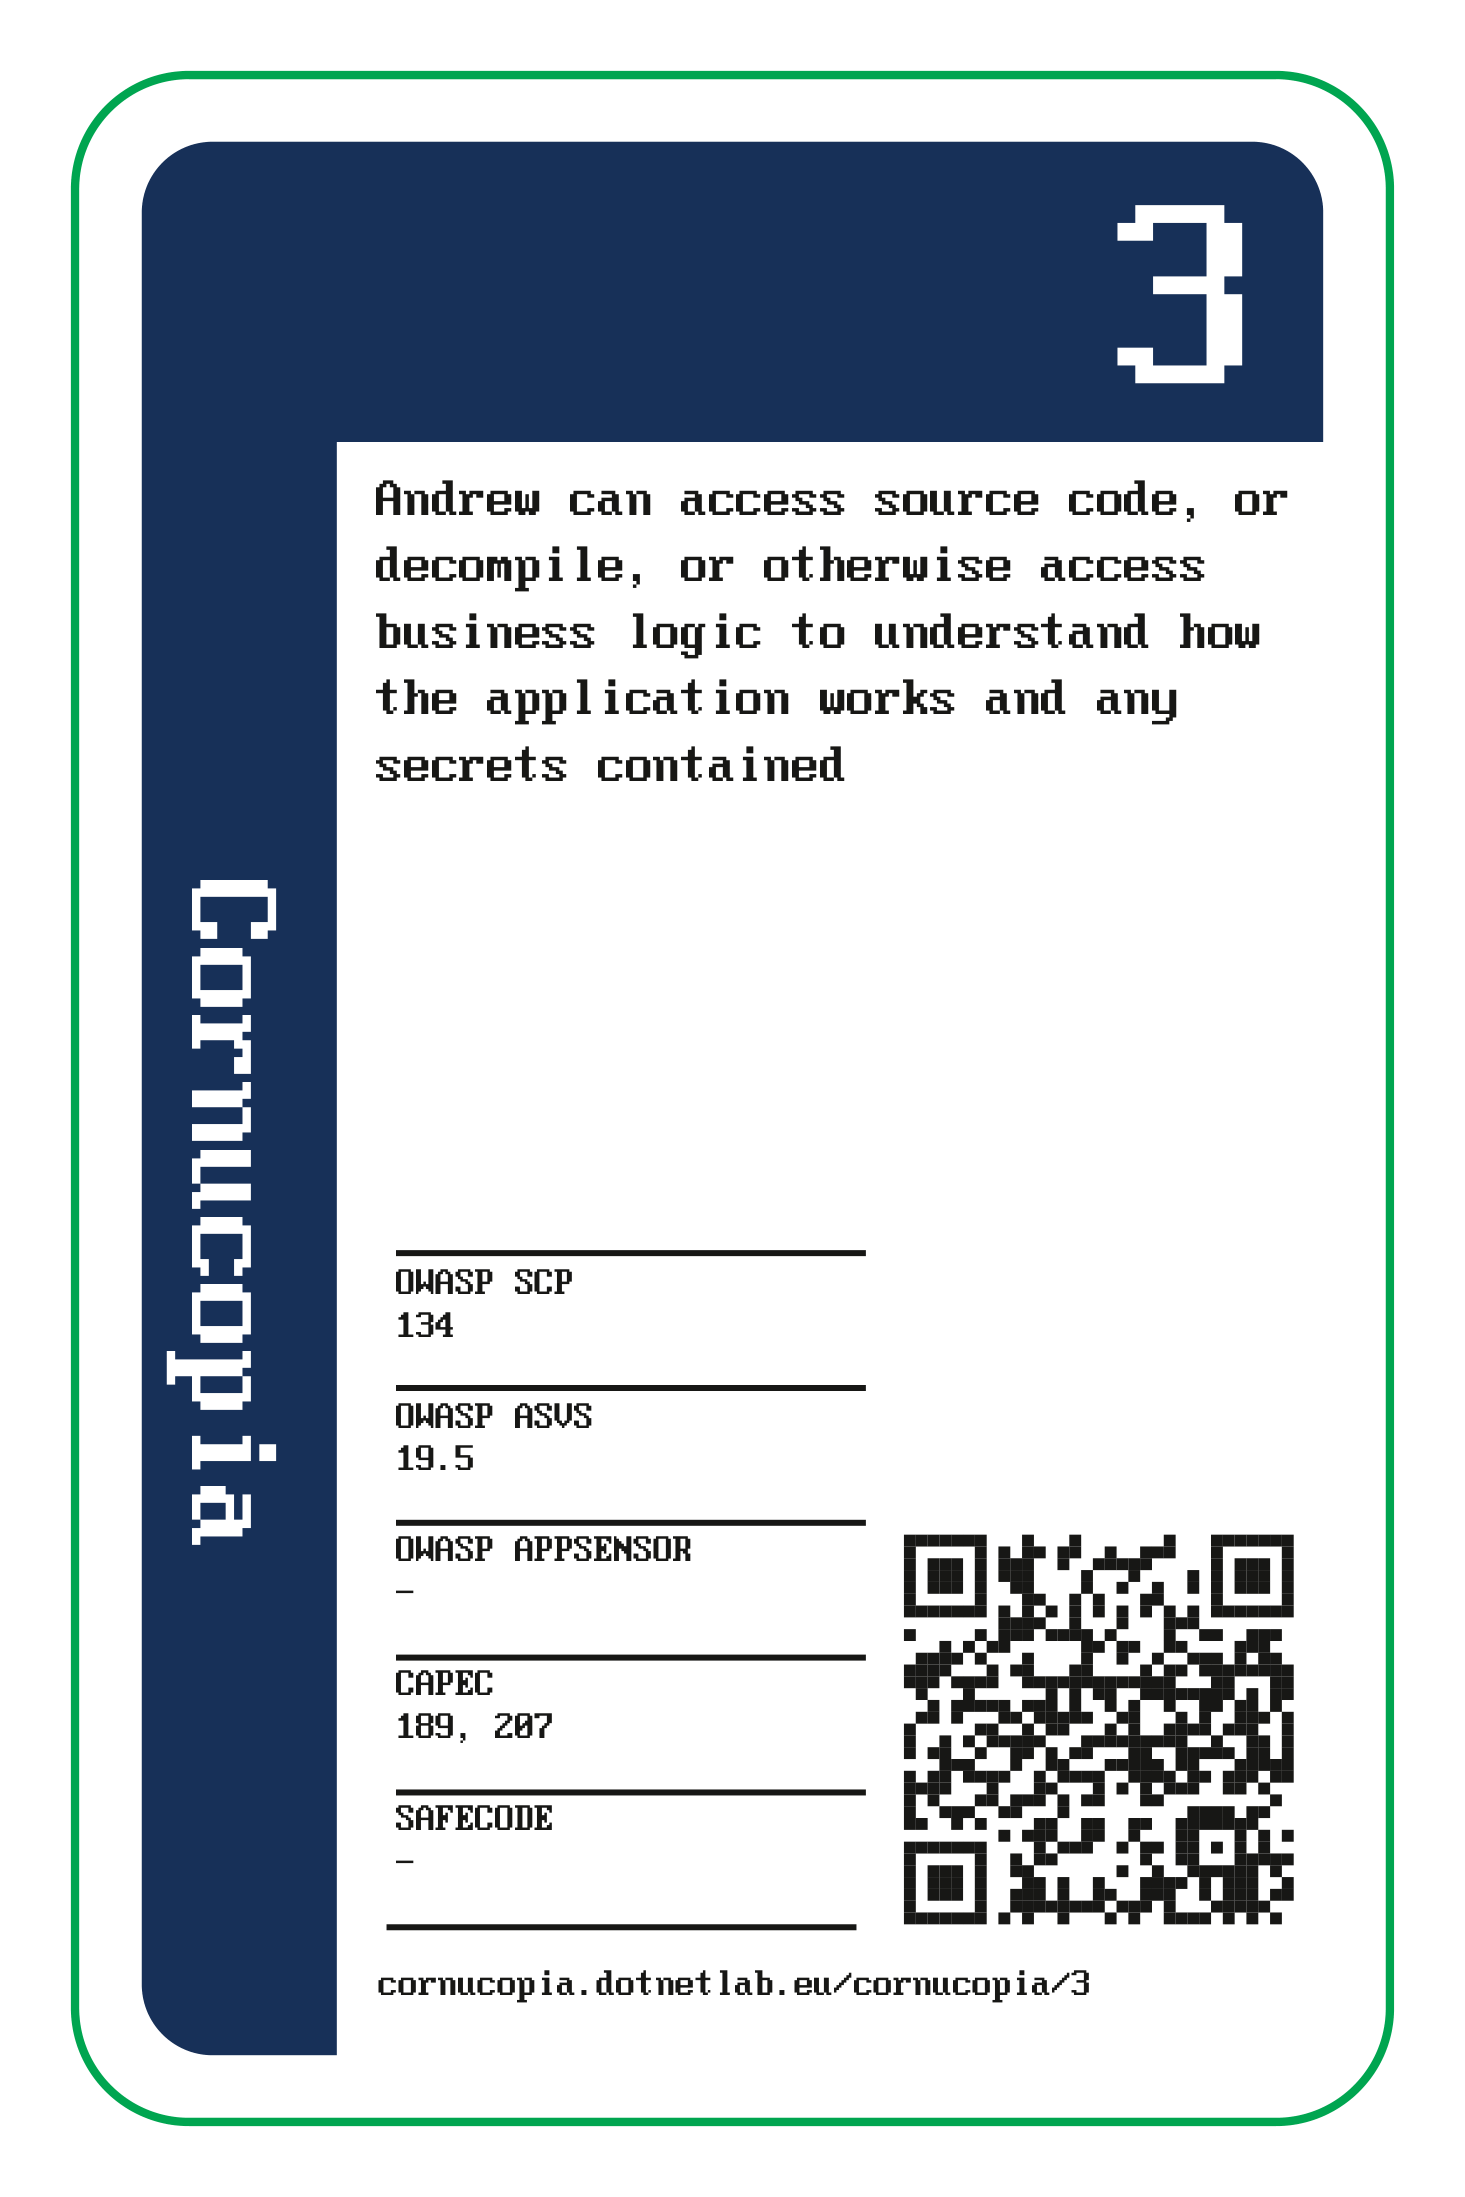 3
Andrew can access source code, or
decompile, or otherwise access
business logic to understand how
the application works and any
secrets contained
Cornucopia
OWASP SCP
134
OWASP ASVS
19.5
OWASP APPSENSOR
–
CAPEC
189, 207
SAFECODE
–
cornucopia.dotnetlab.eu/cornucopia/3